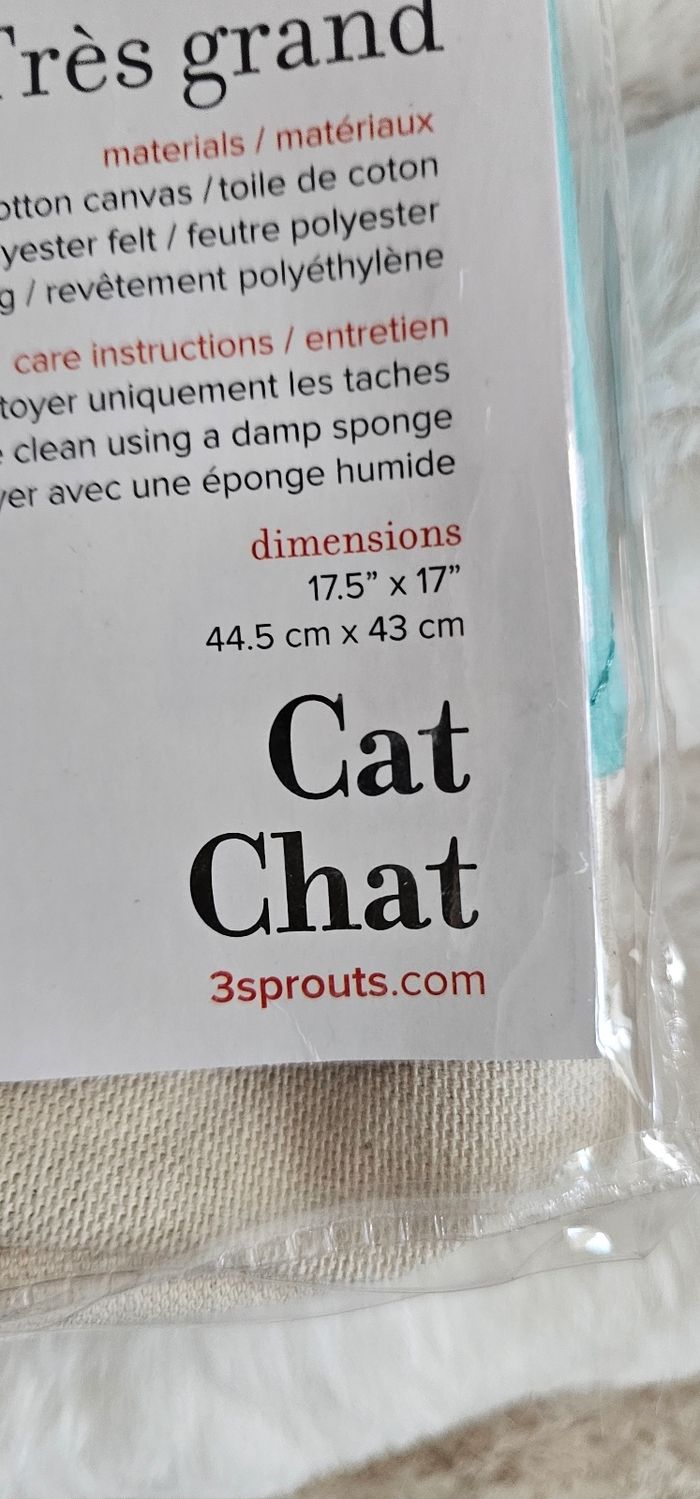 Très grand
materials / matériaux
otton canvas / toile de coton
yester felt / feutre polyester
g / revêtement polyéthylène
care instructions / entretien
toyer uniquement les taches
clean using a damp sponge
yer avec une éponge humide
dimensions
17.5” x 17”
44.5 cm x 43 cm
Cat
Chat
3sprouts.com